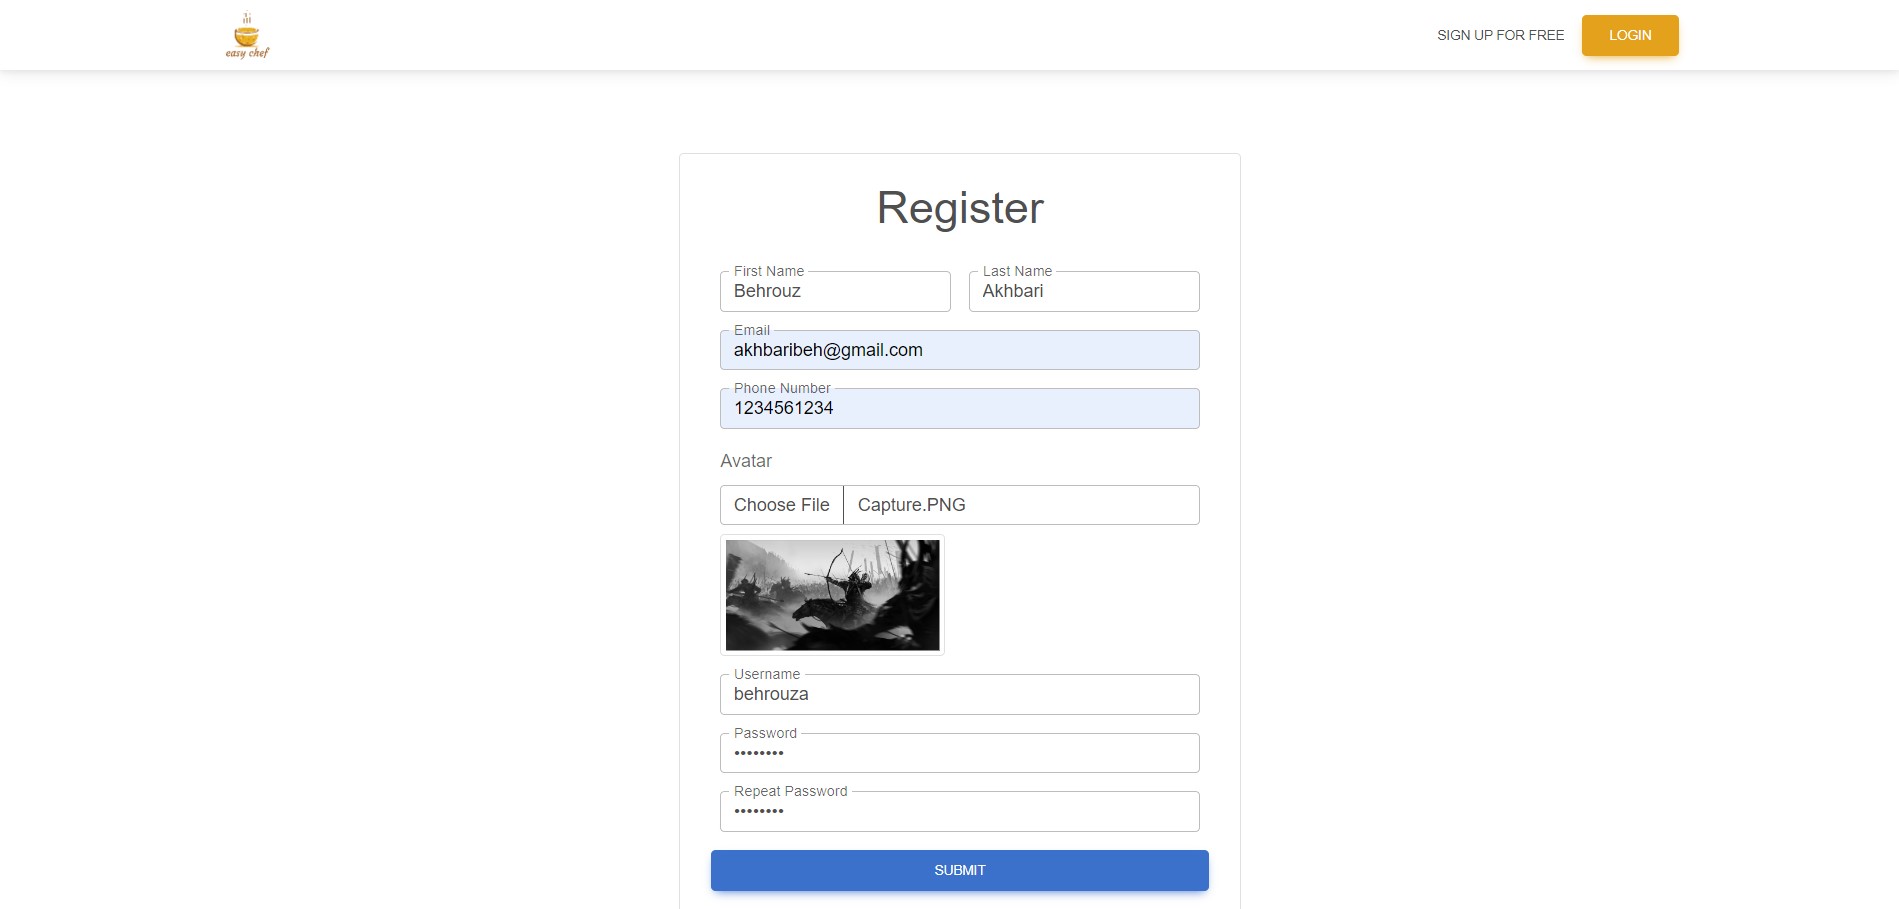 easy chef
SIGN UP FOR FREE
LOGIN
Register
First Name
Behrouz
Last Name
Akhbari
Email
akhbaribeh@gmail.com
Phone Number
1234561234
Avatar
Choose File Capture.PNG
Username
behrouza
Password
••••••••
Repeat Password
••••••••
SUBMIT